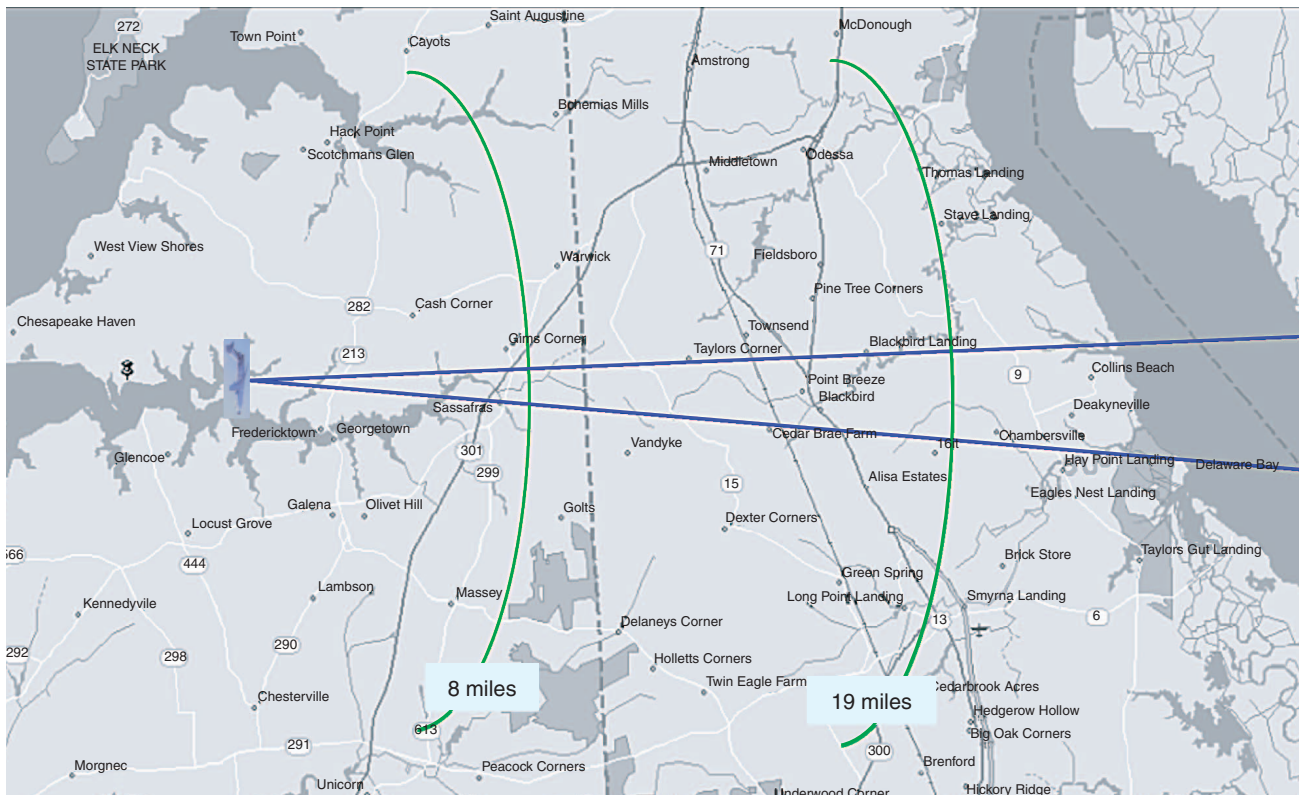 272
Saint Augustine
McDonough
Town Point
Cayots
ELK NECK
STATE PARK
Amstrong
Bohemias Mills
Hack Point
Scotchmans Glen
Odessa
Middletown
Thomas Landing
Stave Landing
West View Shores
71
Warwick
Fieldsboro
Pine Tree Corners
282
Cash Corner
Chesapeake Haven
Townsend
Gims Corner
Blackbird Landing
213
Taylors Corner
9
Collins Beach
Point Breeze
Blackbird
Sassafras
Deakyneville
Fredericktown
Georgetown
Cedar Brae Farm
Chambersville
301
Vandyke
16ft
Glencoe
Hay Point Landing
Delaware Bay
299
15
Alisa Estates
Eagles Nest Landing
Galena
Olivet Hill
Golts
Locust Grove
Dexter Corners
566
444
Brick Store
Taylors Gut Landing
Green Spring
Lambson
Massey
Long Point Landing
Smyrna Landing
Kennedyvile
6
13
Delaneys Corner
290
292
298
Holletts Corners
8 miles
Twin Eagle Farm
Cedarbrook Acres
Chesterville
19 miles
Hedgerow Hollow
613
Big Oak Corners
291
300
Morgnec
Peacock Corners
Brenford
Unicorn
Underwood Corner
Hickory Ridge